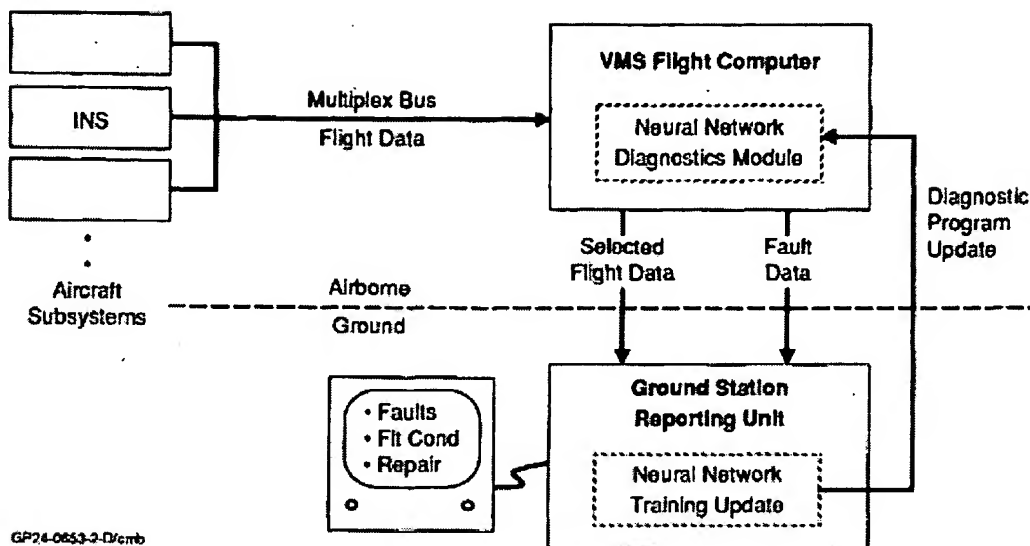 VMS Flight Computer
INS
Multiplex Bus
Flight Data
Neural Network
Diagnostics Module
Diagnostic
Program
Update
Selected
Flight Data
Fault
Data
Aircraft
Subsystems
Airborne
Ground
Ground Station
Reporting Unit
• Faults
• Flt Cond
• Repair
Neural Network
Training Update
GP24-0653-2-D/cmb